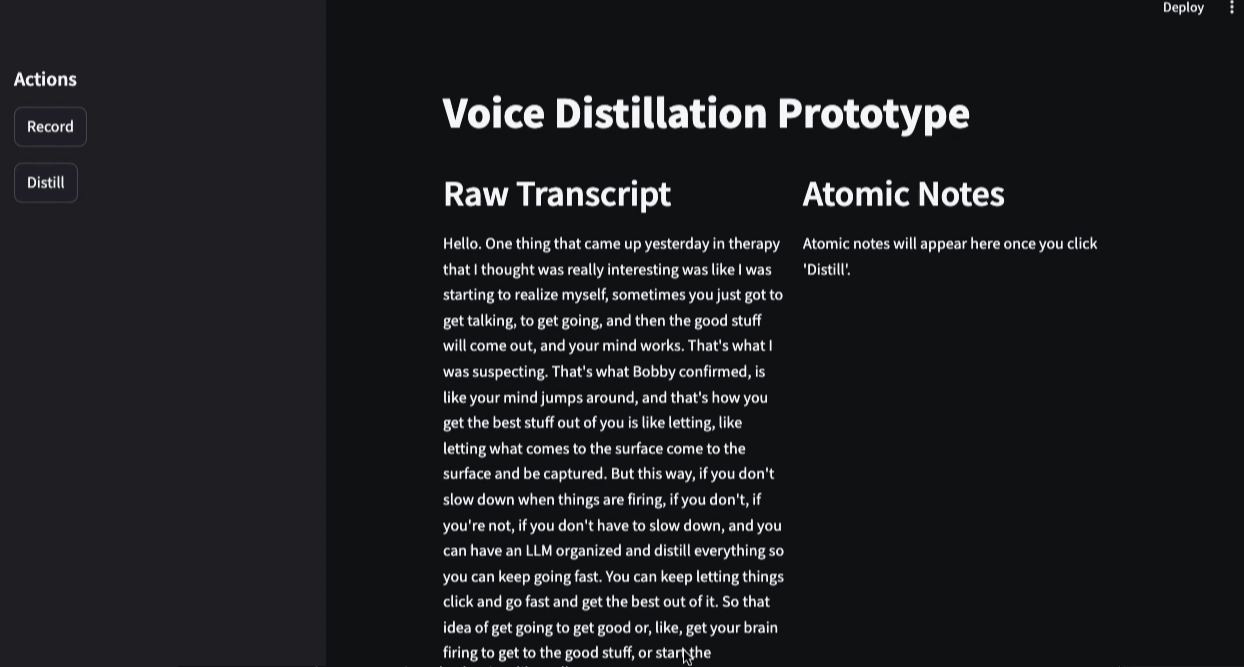 Deploy
Actions
Record
Distill
Voice Distillation Prototype
Raw Transcript
Hello. One thing that came up yesterday in therapy
that I thought was really interesting was like I was
starting to realize myself, sometimes you just got to
get talking, to get going, and then the good stuff
will come out, and your mind works. That's what I
was suspecting. That's what Bobby confirmed, is
like your mind jumps around, and that's how you
get the best stuff out of you is like letting, like
letting what comes to the surface come to the
surface and be captured. But this way, if you don't
slow down when things are firing, if you don't, if
you're not, if you don't have to slow down, and you
can have an LLM organized and distill everything so
you can keep going fast. You can keep letting things
click and go fast and get the best out of it. So that
idea of get going to get good or, like, get your brain
firing to get to the good stuff, or start the
Atomic Notes
Atomic notes will appear here once you click
'Distill'.